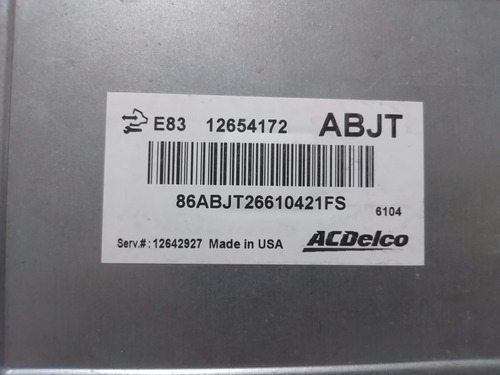 E83 12654172 ABJT
86ABJT26610421FS
6104
Serv.#: 12642927 Made in USA ACDelco